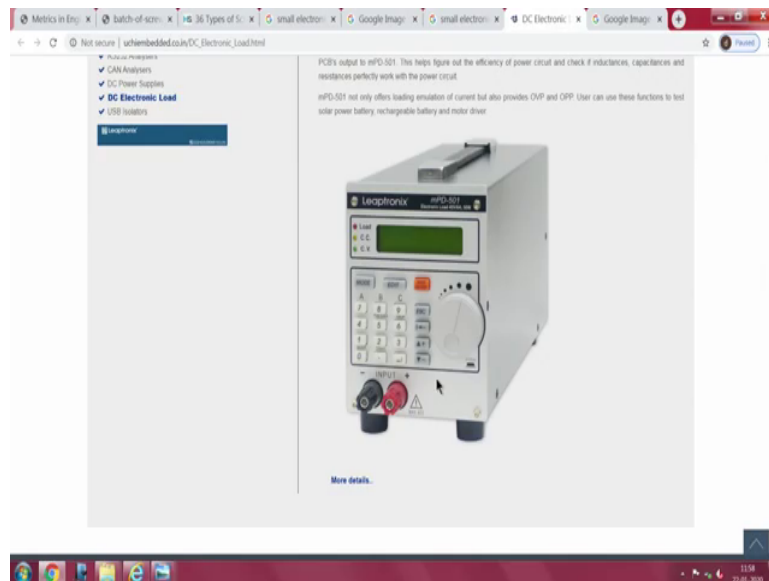 Metrics in Eng
batch-of-screv
36 Types of Sc
small electron
Google Image
small electron
DC Electronic
Google Image
Not secure | uchiembedded.co.in/DC_Electronic_Load.html
Paused
CAN Analysers
DC Power Supplies
DC Electronic Load
USB Isolators
Leaptronix
PCB's output to mPD-501. This helps figure out the efficiency of power circuit and check if inductances, capacitances and
resistances perfectly work with the power circuit.
mPD-501 not only offers loading emulation of current but also provides OVP and OPP. User can use these functions to test
solar power battery, rechargeable battery and motor driver.
Leaptronix mPD-501
Load
C.C.
C.V.
MODE EDIT
A B C
7 8 9 ESC
4 5 6
1 2 3
0 .
- INPUT +
More details..
11:58
22-01-2020